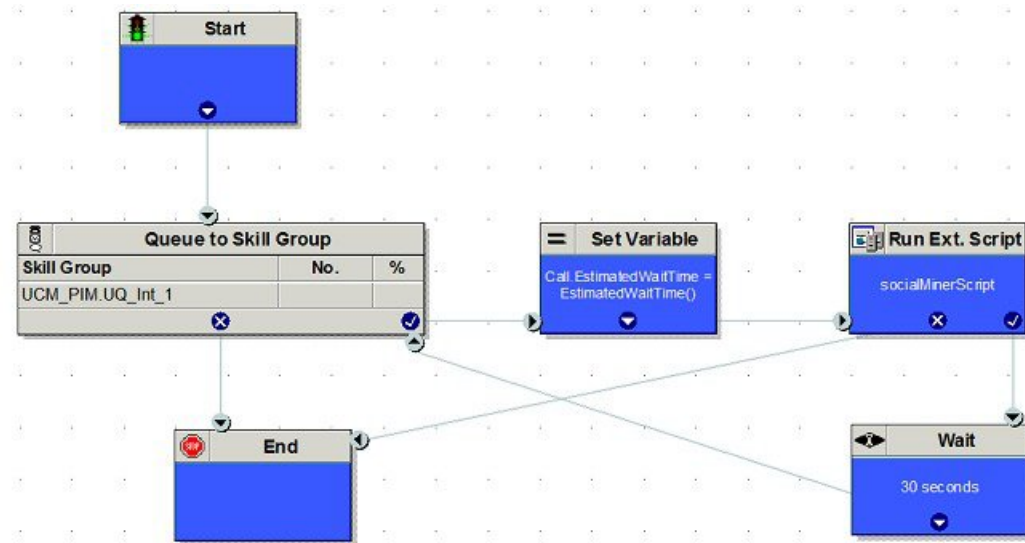 Start
Queue to Skill Group
Skill Group No. %
UCM_PIM.UQ_Int_1
Set Variable
Call.EstimatedWaitTime =
EstimatedWaitTime()
Run Ext. Script
socialMinerScript
End
STOP
Wait
30 seconds